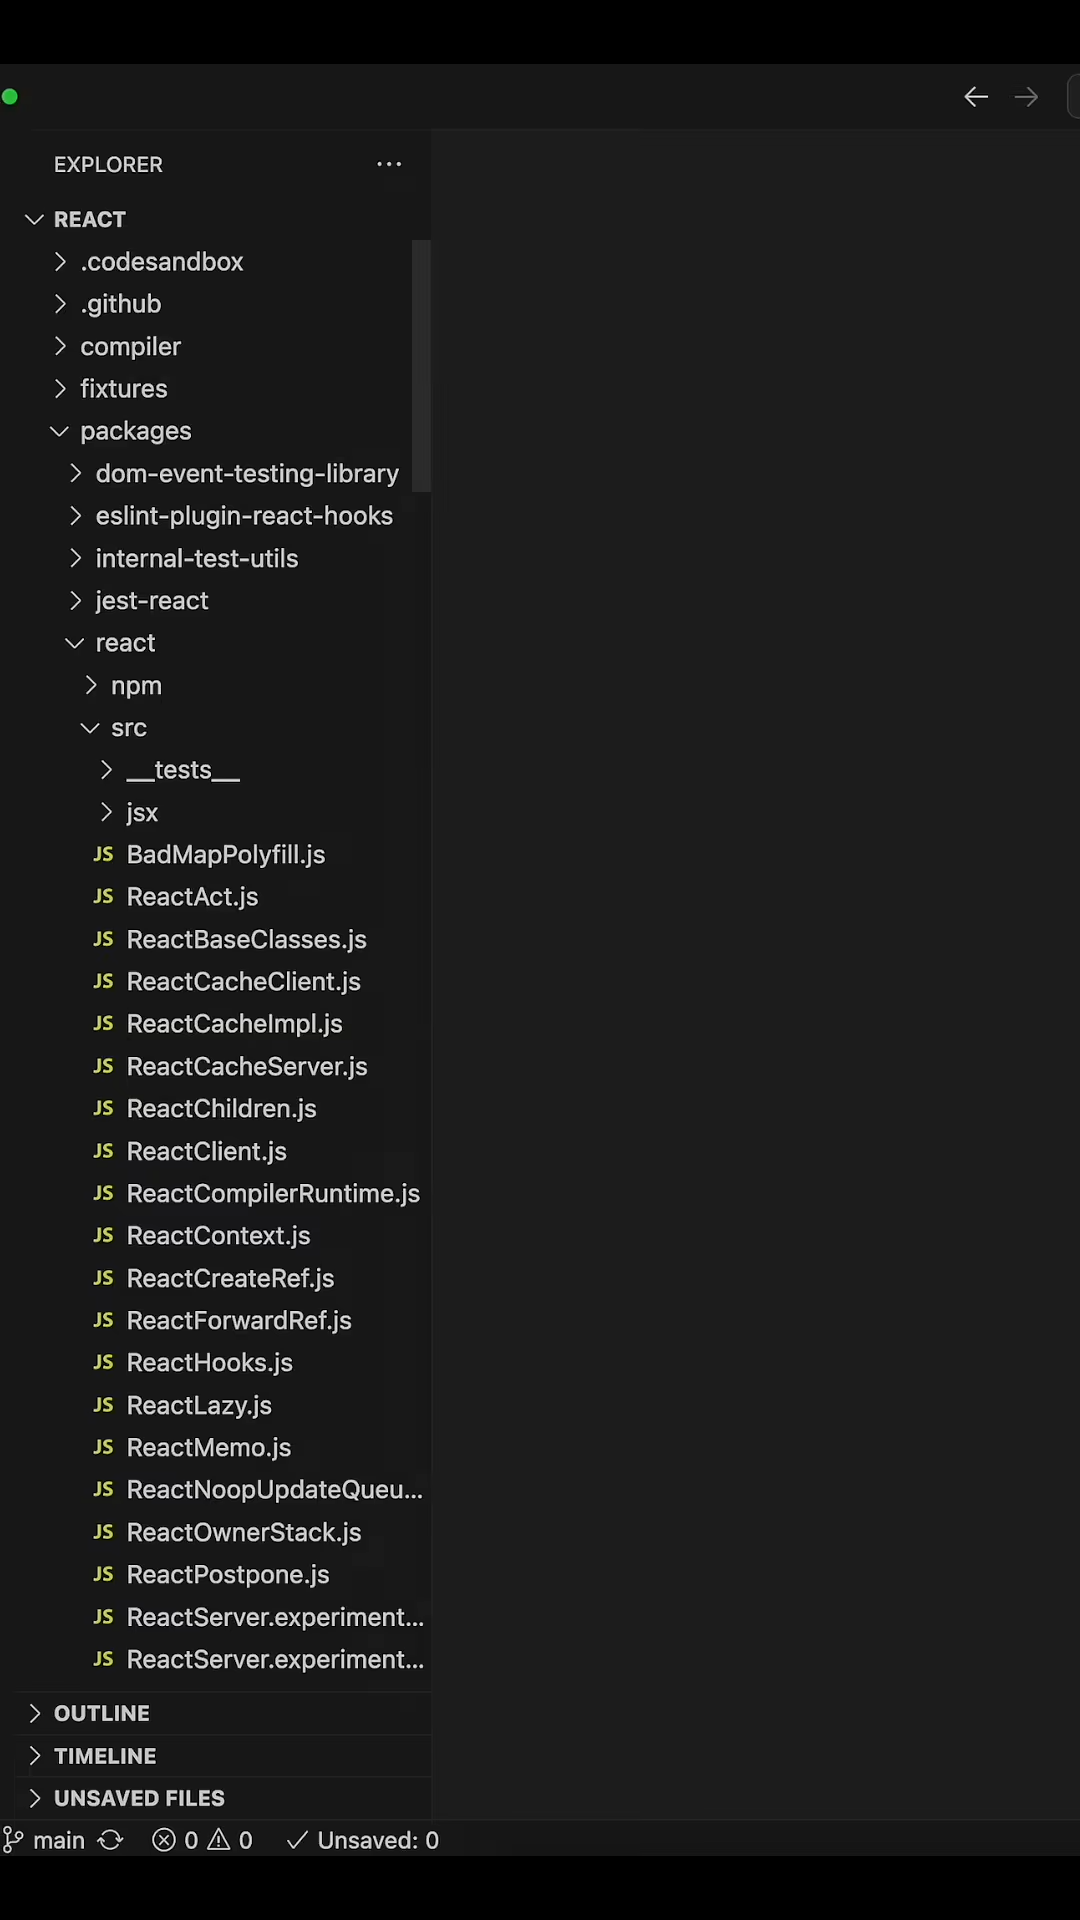 EXPLORER ...
REACT
.codesandbox
.github
compiler
fixtures
packages
dom-event-testing-library
eslint-plugin-react-hooks
internal-test-utils
jest-react
react
npm
src
__tests__
jsx
JS BadMapPolyfill.js
JS ReactAct.js
JS ReactBaseClasses.js
JS ReactCacheClient.js
JS ReactCacheImpl.js
JS ReactCacheServer.js
JS ReactChildren.js
JS ReactClient.js
JS ReactCompilerRuntime.js
JS ReactContext.js
JS ReactCreateRef.js
JS ReactForwardRef.js
JS ReactHooks.js
JS ReactLazy.js
JS ReactMemo.js
JS ReactNoopUpdateQueu...
JS ReactOwnerStack.js
JS ReactPostpone.js
JS ReactServer.experiment...
JS ReactServer.experiment...
OUTLINE
TIMELINE
UNSAVED FILES
main 0 0 Unsaved: 0